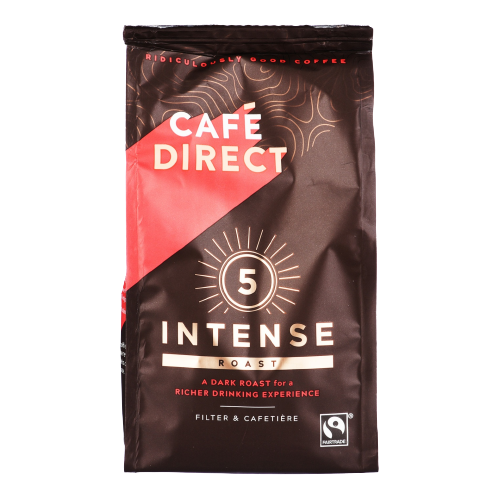 RIDICULOUSLY GOOD COFFEE
CAFÉ
DIRECT
5
INTENSE
ROAST
A DARK ROAST for a
RICHER DRINKING EXPERIENCE
FILTER & CAFETIÈRE
FAIRTRADE
®